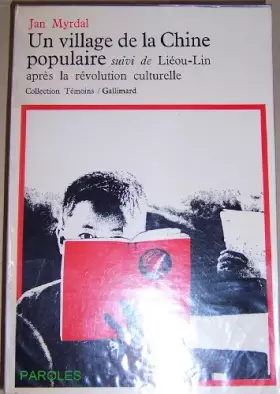 Jan Myrdal
Un village de la Chine
populaire suivi de Liéou-Lin
après la révolution culturelle
Collection Témoins / Gallimard
PAROLES